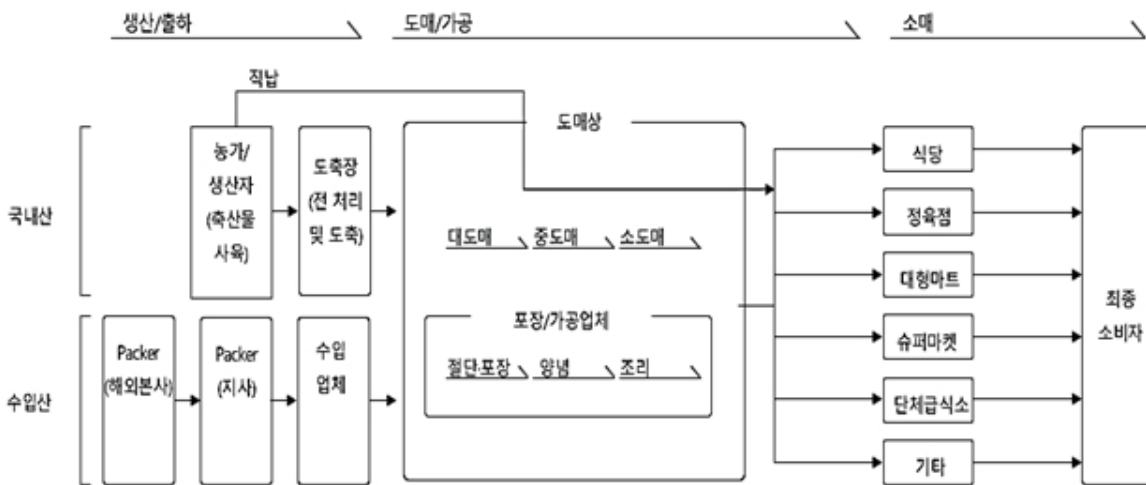 생산/출하
도매/가공
소매
직납
도매상
국내산
농가/
생산자
(축산물
사육)
도축장
(전 처리
및 도축)
대도매
중도매
소도매
포장/가공업체
절단·포장
양념
조리
수입산
Packer
(해외본사)
Packer
(지사)
수입
업체
식당
정육점
대형마트
슈퍼마켓
단체급식소
기타
최종
소비자